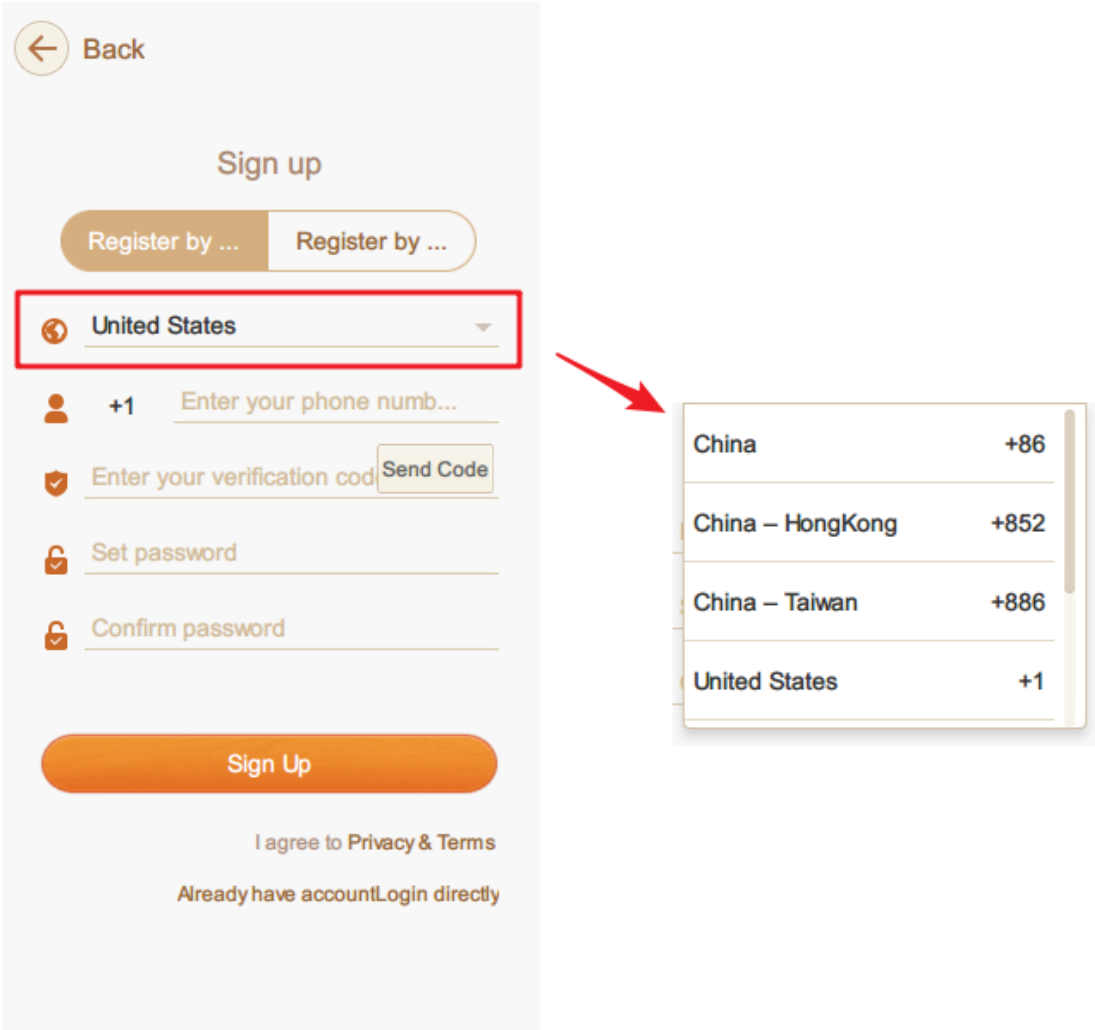 Back
Sign up
Register by ... Register by ...
United States
+1 Enter your phone numb...
Enter your verification cod Send Code
Set password
Confirm password
Sign Up
I agree to Privacy & Terms
Already have accountLogin directly
China +86
China – HongKong +852
China – Taiwan +886
United States +1